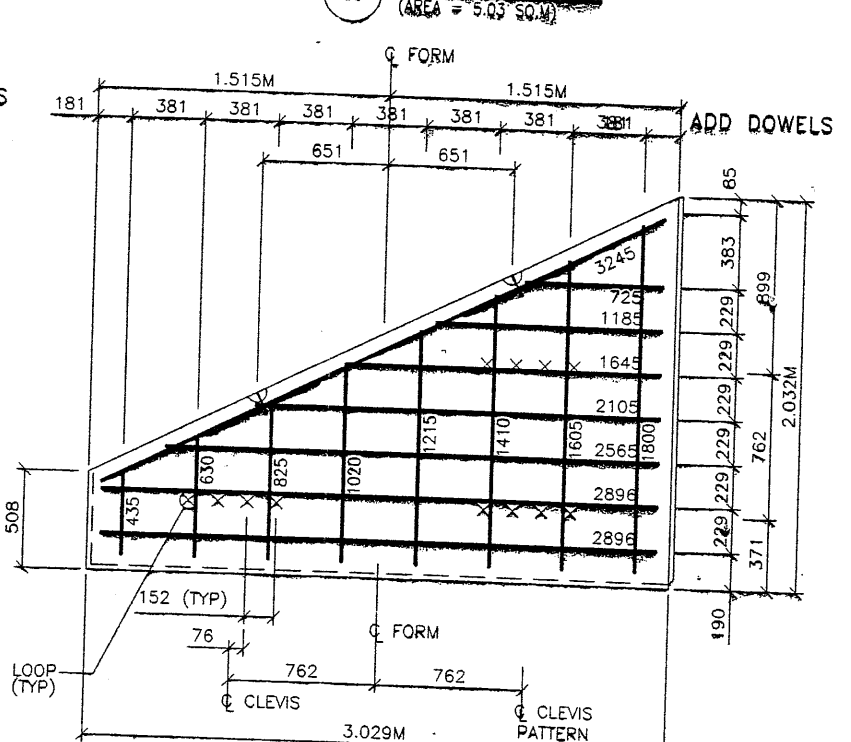 (AREA = 5.03 SQ.M)
℄ FORM
S
1.515M 1.515M
181 381 381 381 381 381 381 381
ADD DOWELS
651 651
85
383
899
229
229
229
229
229
229
2.032M
762
371
190
3245
725
1185
1645
2105
2565
2896
2896
435
630
825
1020
1215
1410
1605
1800
508
152 (TYP)
76
℄ FORM
LOOP
(TYP)
762 762
℄ CLEVIS
℄ CLEVIS
PATTERN
3.029M